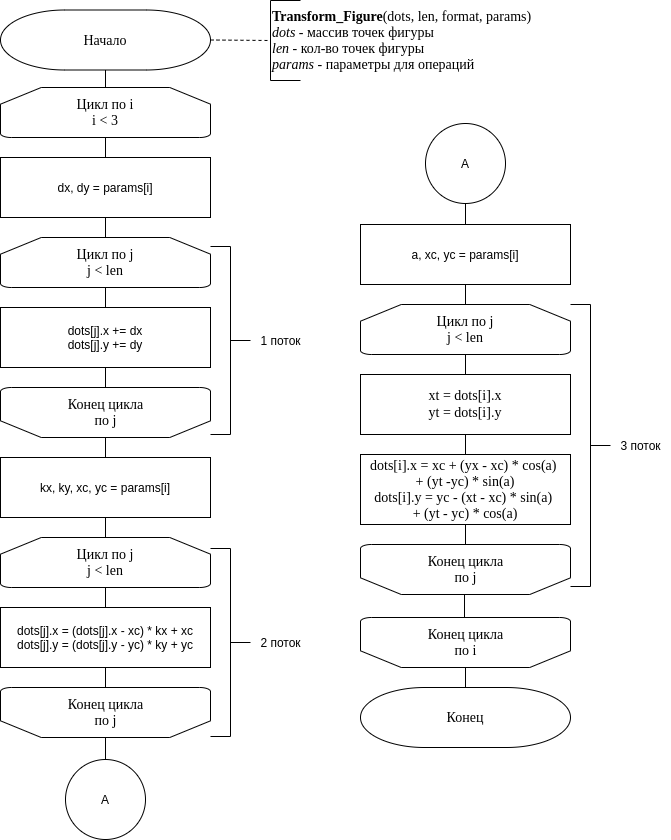 Начало
Transform_Figure(dots, len, format, params)
dots - массив точек фигуры
len - кол-во точек фигуры
params - параметры для операций
Цикл по i
i < 3
dx, dy = params[i]
Цикл по j
j < len
dots[j].x += dx
dots[j].y += dy
Конец цикла
по j
1 поток
kx, ky, xc, yc = params[i]
Цикл по j
j < len
dots[j].x = (dots[j].x - xc) * kx + xc
dots[j].y = (dots[j].y - yc) * ky + yc
Конец цикла
по j
2 поток
A
A
a, xc, yc = params[i]
Цикл по j
j < len
xt = dots[i].x
yt = dots[i].y
dots[i].x = xc + (yx - xc) * cos(a)
+ (yt -yc) * sin(a)
dots[i].y = yc - (xt - xc) * sin(a)
+ (yt - yc) * cos(a)
Конец цикла
по j
3 поток
Конец цикла
по i
Конец